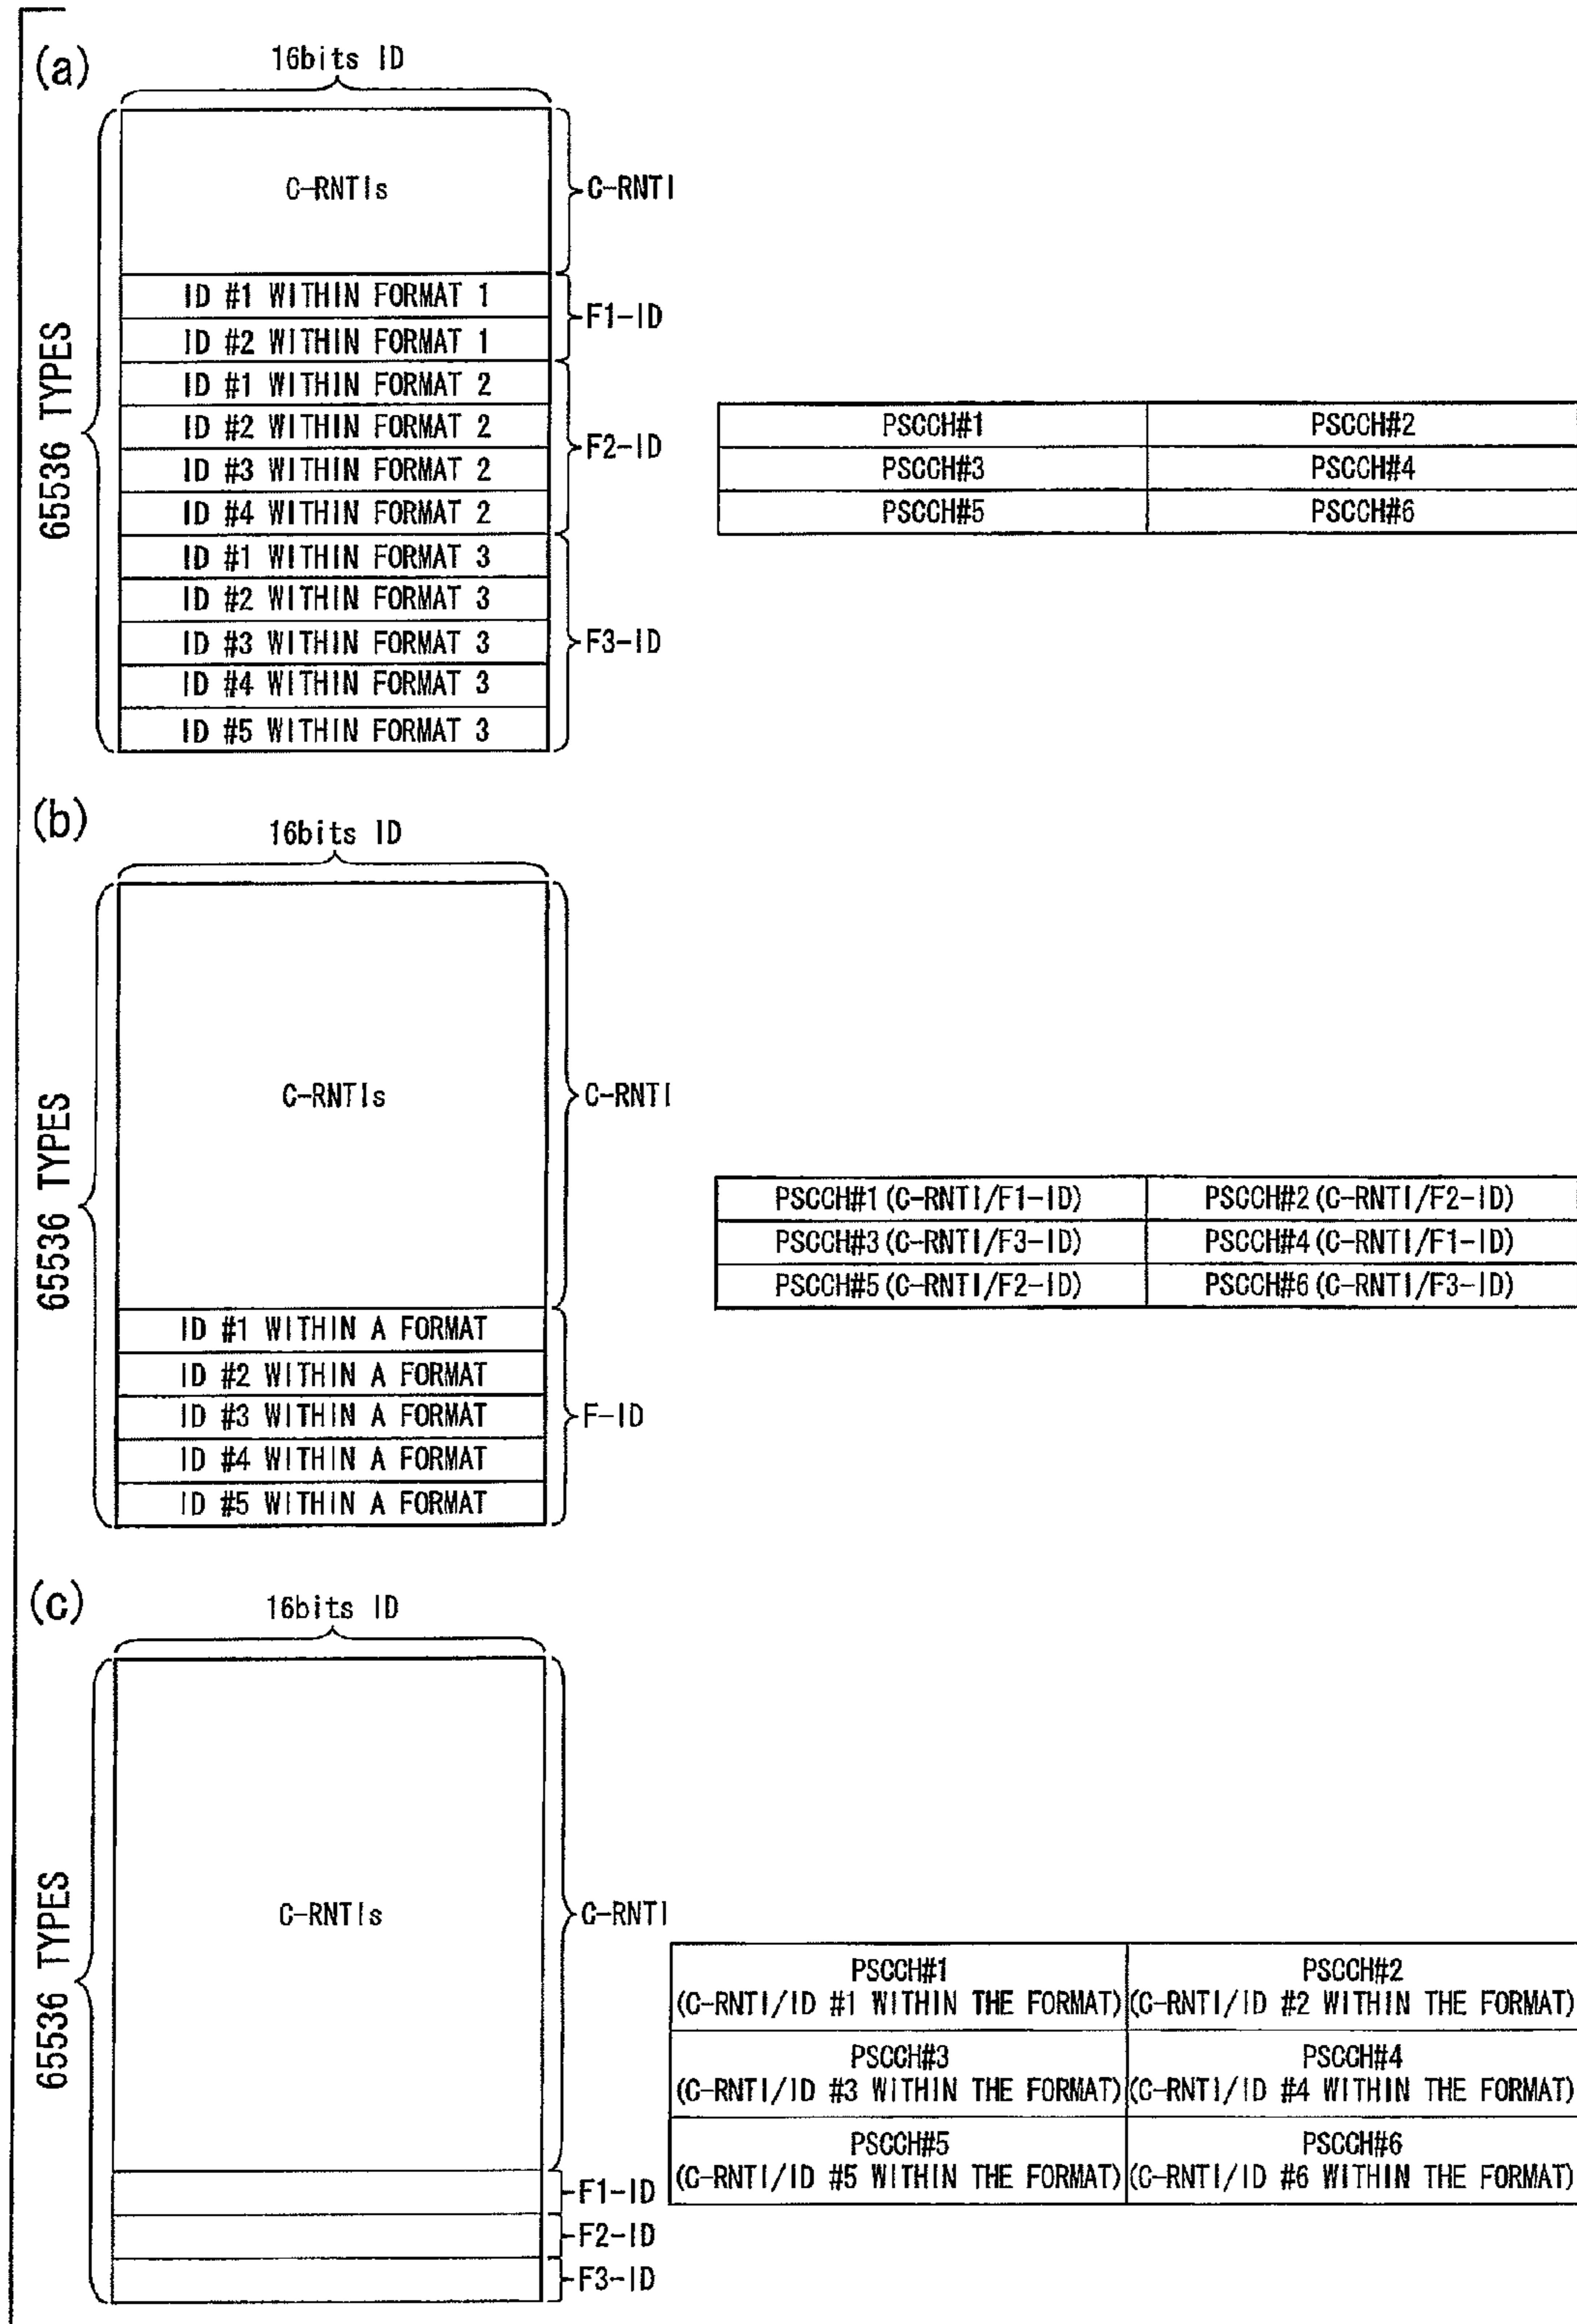 (a)
16bits ID
65536 TYPES
C-RNTIs
C-RNTI
ID #1 WITHIN FORMAT 1
ID #2 WITHIN FORMAT 1
F1-ID
ID #1 WITHIN FORMAT 2
ID #2 WITHIN FORMAT 2
ID #3 WITHIN FORMAT 2
ID #4 WITHIN FORMAT 2
F2-ID
ID #1 WITHIN FORMAT 3
ID #2 WITHIN FORMAT 3
ID #3 WITHIN FORMAT 3
ID #4 WITHIN FORMAT 3
ID #5 WITHIN FORMAT 3
F3-ID
PSCCH#1
PSCCH#2
PSCCH#3
PSCCH#4
PSCCH#5
PSCCH#6
(b)
16bits ID
65536 TYPES
C-RNTIs
C-RNTI
ID #1 WITHIN A FORMAT
ID #2 WITHIN A FORMAT
ID #3 WITHIN A FORMAT
ID #4 WITHIN A FORMAT
ID #5 WITHIN A FORMAT
F-ID
PSCCH#1(C-RNTI/F1-ID)
PSCCH#2(C-RNTI/F2-ID)
PSCCH#3(C-RNTI/F3-ID)
PSCCH#4(C-RNTI/F1-ID)
PSCCH#5(C-RNTI/F2-ID)
PSCCH#6(C-RNTI/F3-ID)
(c)
16bits ID
65536 TYPES
C-RNTIs
C-RNTI
F1-ID
F2-ID
F3-ID
PSCCH#1
(C-RNTI/ID #1 WITHIN THE FORMAT)
PSCCH#2
(C-RNTI/ID #2 WITHIN THE FORMAT)
PSCCH#3
(C-RNTI/ID #3 WITHIN THE FORMAT)
PSCCH#4
(C-RNTI/ID #4 WITHIN THE FORMAT)
PSCCH#5
(C-RNTI/ID #5 WITHIN THE FORMAT)
PSCCH#6
(C-RNTI/ID #6 WITHIN THE FORMAT)